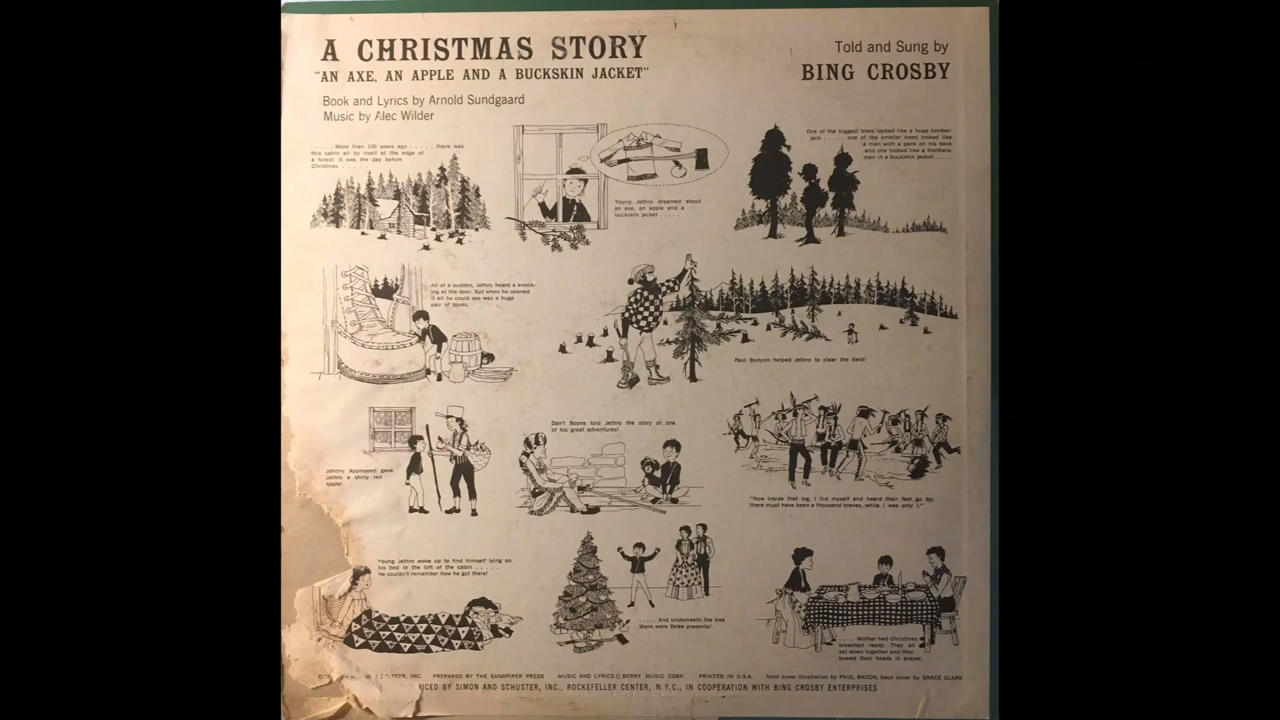 A CHRISTMAS STORY
"AN AXE, AN APPLE AND A BUCKSKIN JACKET"
Told and Sung by
BING CROSBY
Book and Lyrics by Arnold Sundgaard
Music by Alec Wilder
. . . . . More than 100 years ago . . . . . there was
this cabin all by itself at the edge of
a forest It was the day before
Christmas . . . . .
Young Jethro dreamed about
an axe, an apple and a
buckskin jacket . . . . .
One of the biggest trees looked like a huge lumber-
jack . . . . . one of the smaller trees looked like
a man with a pack on his back
and one looked like a frontiers-
man in a buckskin jacket . . . . .
All of a sudden, Jethro heard a knock-
ing at the door. But when he opened
it all he could see was a huge
pair of boots.
Paul Bunyon helped Jethro to clear the field!
Johnny Appleseed gave
Jethro a shiny red
apple!
Dan'l Boone told Jethro the story of one
of his great adventures!
"Now inside that log, I hid myself and heard their feet go by;
there must have been a thousand braves, while I was only I."
Young Jethro woke up to find himself lying on
his bed in the loft of the cabin . . . . .
He couldn't remember how he got there!
. . . . . And underneath the tree
there were three presents!
. . . . . Mother had Christmas
breakfast ready. They all
sat down together and they
bowed their heads in prayer.
STER, INC. PREPARED BY THE SANDPIPER PRESS MUSIC AND LYRICS © BERRY MUSIC CORP. PRINTED IN U.S.A. front cover illustration by PAUL BACON, back cover by GRACE CLARK
UCED BY SIMON AND SCHUSTER, INC., ROCKEFELLER CENTER, N.Y.C., IN COOPERATION WITH BING CROSBY ENTERPRISES